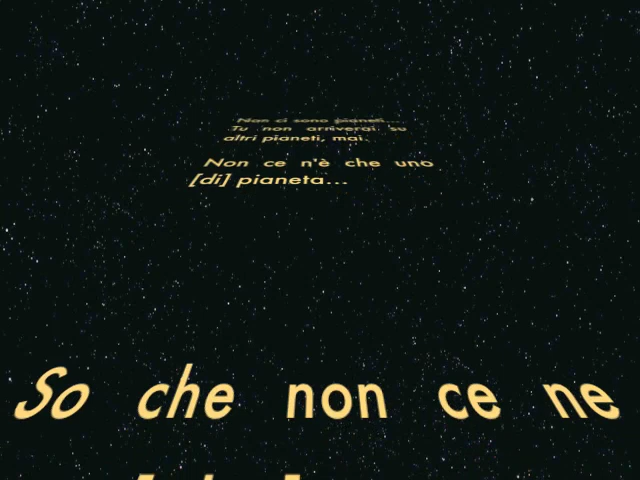 Non ci sono pianeti...
Tu non arriverai su
altri pianeti, mai.
Non ce n'è che uno
[di] pianeta...
So che non ce ne